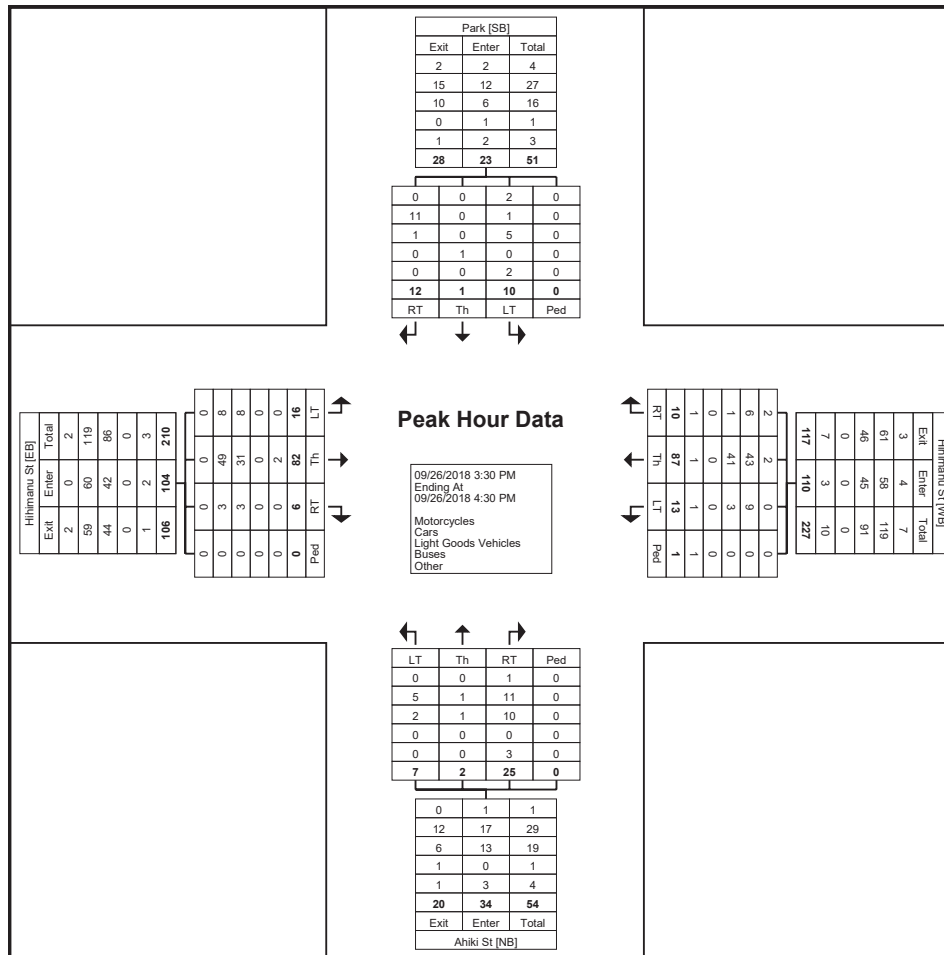 Park [SB]
Exit Enter Total
2 2 4
15 12 27
10 6 16
0 1 1
1 2 3
28 23 51
0 0 2 0
11 0 1 0
1 0 5 0
0 1 0 0
0 0 2 0
12 1 10 0
RT Th LT Ped
Hihimanu St [EB]
Exit Enter Total
2 0 2
59 60 119
44 42 86
0 0 0
1 2 3
106 104 210
0 0 0 0
8 49 3 0
8 31 3 0
0 0 0 0
0 2 0 0
16 82 6 0
LT Th RT Ped
Peak Hour Data
09/26/2018 3:30 PM
Ending At
09/26/2018 4:30 PM
Motorcycles
Cars
Light Goods Vehicles
Buses
Other
Hihimanu St [WB]
Exit Enter Total
3 4 7
61 58 119
46 45 91
0 0 0
7 3 10
117 110 227
2 2 0 0
6 43 9 0
1 41 3 0
0 0 0 0
1 1 1 1
10 87 13 1
RT Th LT Ped
LT Th RT Ped
0 0 1 0
5 1 11 0
2 1 10 0
0 0 0 0
0 0 3 0
7 2 25 0
0 1 1
12 17 29
6 13 19
1 0 1
1 3 4
20 34 54
Exit Enter Total
Ahiki St [NB]